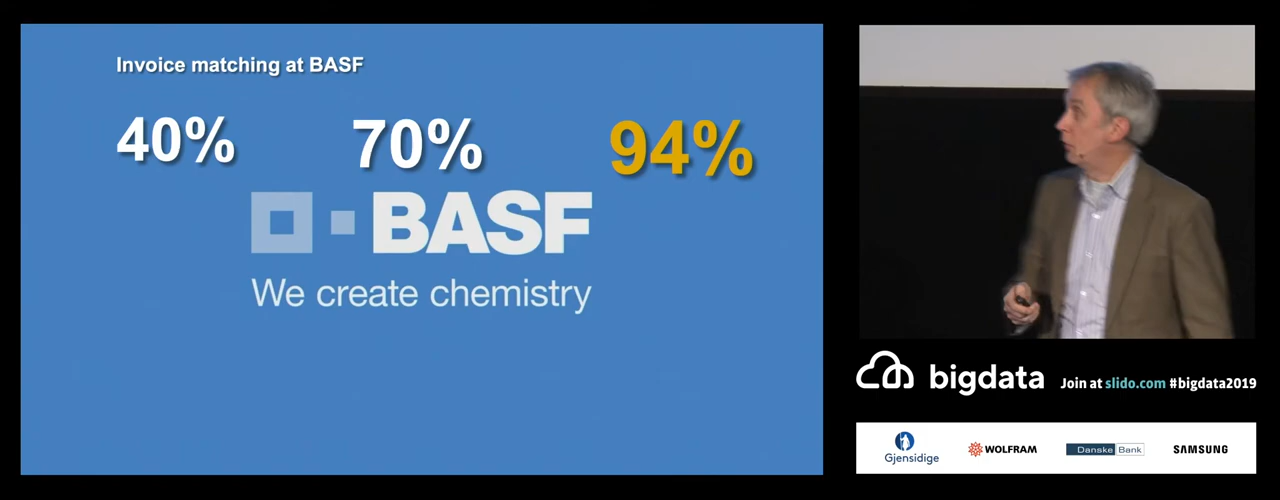 Invoice matching at BASF
40% 70% 94%
BASF
We create chemistry
bigdata
Join at slido.com #bigdata2019
Gjensidige WOLFRAM Danske Bank SAMSUNG